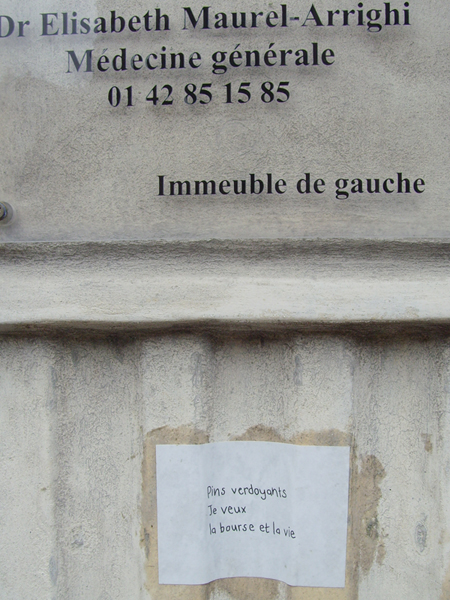 Dr Elisabeth Maurel-Arrighi
Médecine générale
01 42 85 15 85
Immeuble de gauche
Pins verdoyants
Je veux
la bourse et la vie